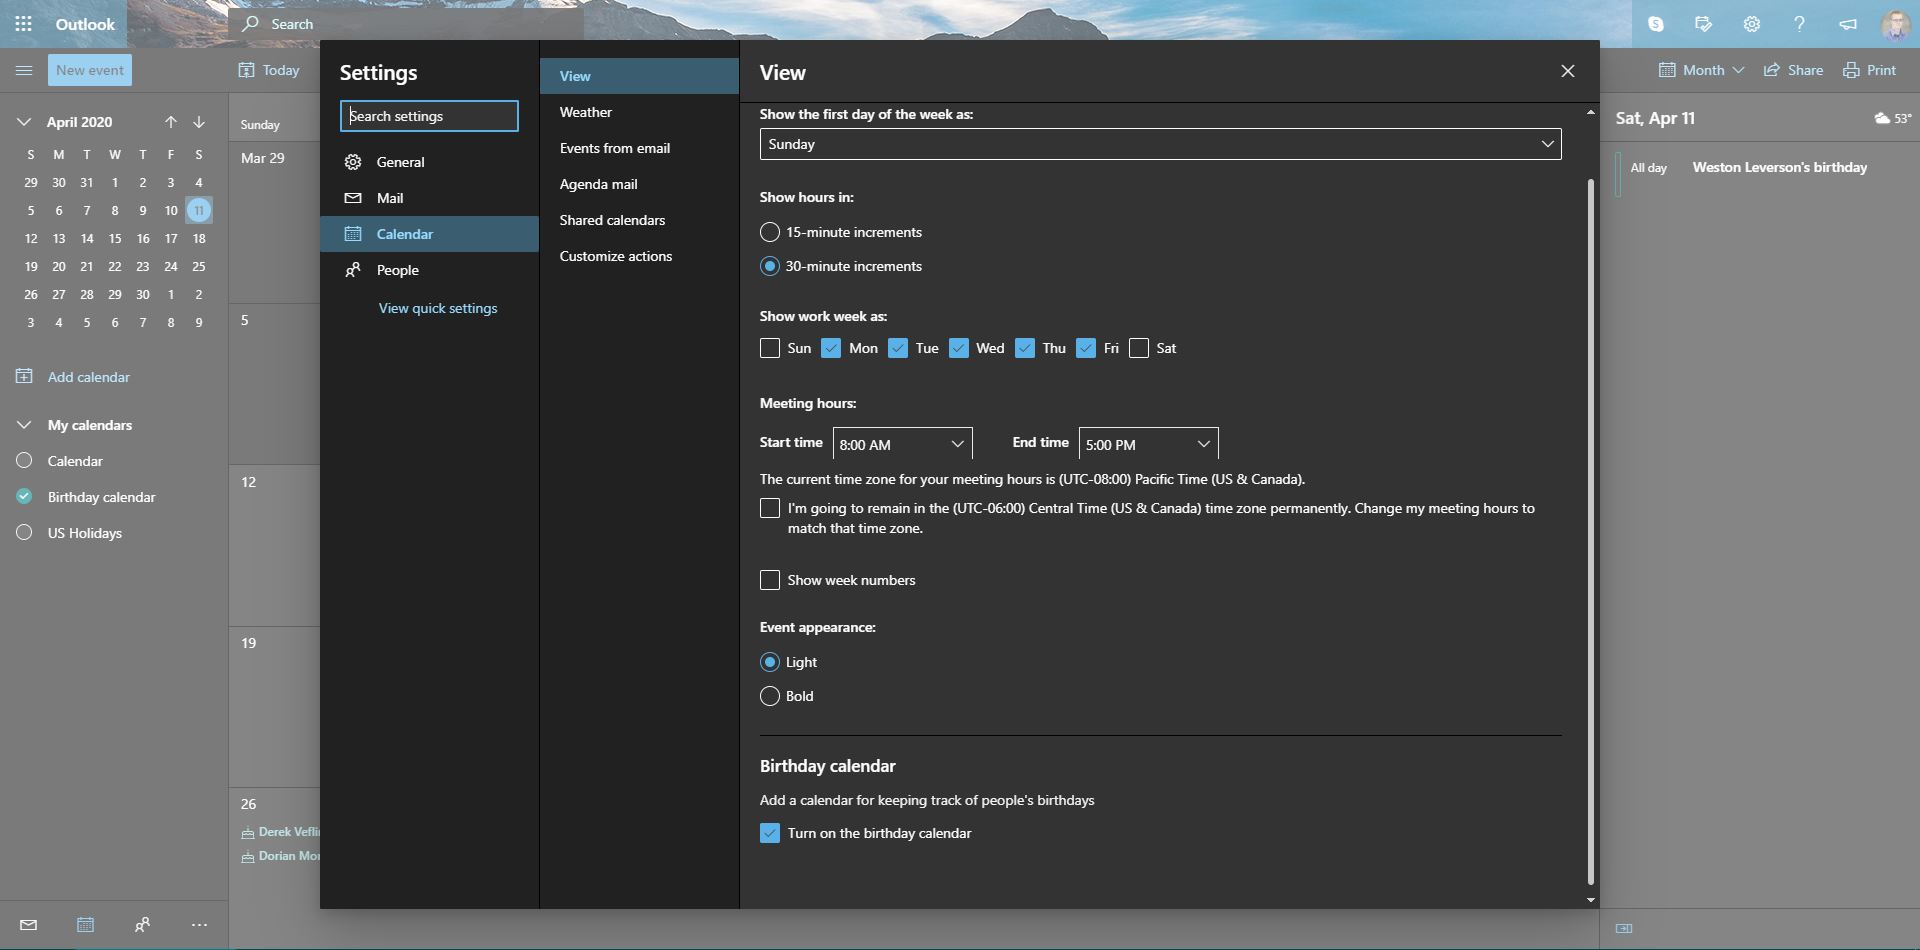 Outlook
Search
New event
Today
Month
Share
Print
April 2020
S M T W T F S
29 30 31 1 2 3 4
5 6 7 8 9 10 11
12 13 14 15 16 17 18
19 20 21 22 23 24 25
26 27 28 29 30 1 2
3 4 5 6 7 8 9
Add calendar
My calendars
Calendar
Birthday calendar
US Holidays
Sunday
Mar 29
5
12
19
26
Derek Vefli
Dorian Mo
Settings
Search settings
General
Mail
Calendar
People
View quick settings
View
Weather
Events from email
Agenda mail
Shared calendars
Customize actions
View
Show the first day of the week as:
Sunday
Show hours in:
15-minute increments
30-minute increments
Show work week as:
Sun Mon Tue Wed Thu Fri Sat
Meeting hours:
Start time 8:00 AM End time 5:00 PM
The current time zone for your meeting hours is (UTC-08:00) Pacific Time (US & Canada).
I'm going to remain in the (UTC-06:00) Central Time (US & Canada) time zone permanently. Change my meeting hours to
match that time zone.
Show week numbers
Event appearance:
Light
Bold
Birthday calendar
Add a calendar for keeping track of people's birthdays
Turn on the birthday calendar
Sat, Apr 11
53°
All day Weston Leverson's birthday